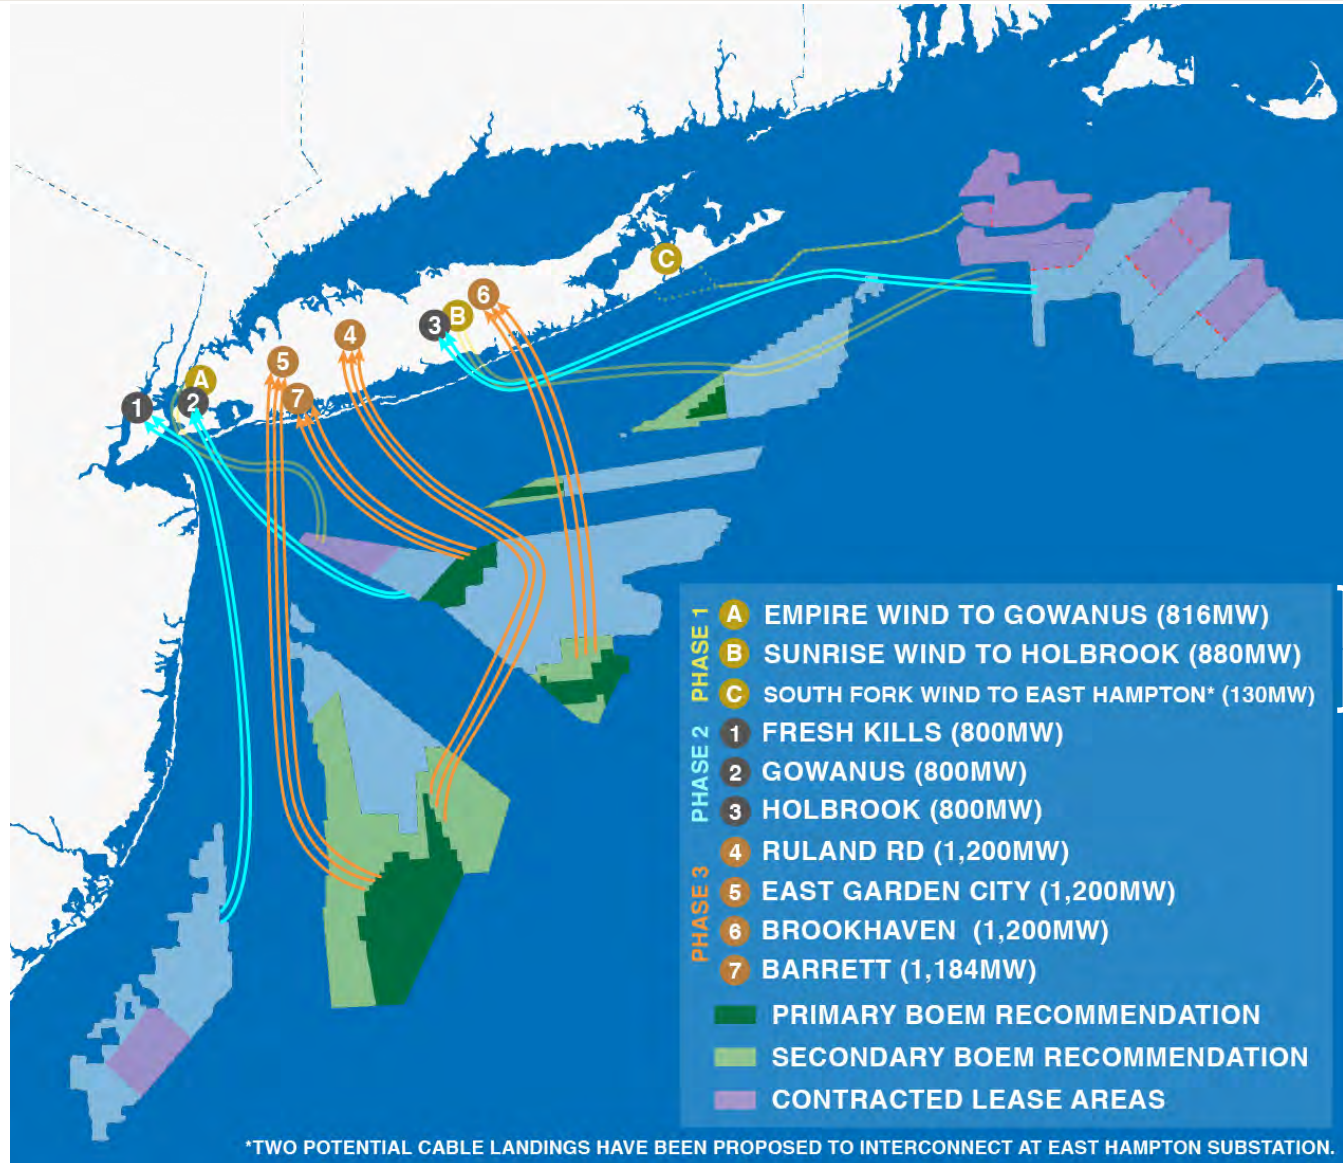 C
6
B
3
4
5
A
7
1
2
PHASE 1
A EMPIRE WIND TO GOWANUS (816MW)
B SUNRISE WIND TO HOLBROOK (880MW)
C SOUTH FORK WIND TO EAST HAMPTON* (130MW)
PHASE 2
1 FRESH KILLS (800MW)
2 GOWANUS (800MW)
3 HOLBROOK (800MW)
PHASE 3
4 RULAND RD (1,200MW)
5 EAST GARDEN CITY (1,200MW)
6 BROOKHAVEN (1,200MW)
7 BARRETT (1,184MW)
PRIMARY BOEM RECOMMENDATION
SECONDARY BOEM RECOMMENDATION
CONTRACTED LEASE AREAS
*TWO POTENTIAL CABLE LANDINGS HAVE BEEN PROPOSED TO INTERCONNECT AT EAST HAMPTON SUBSTATION.